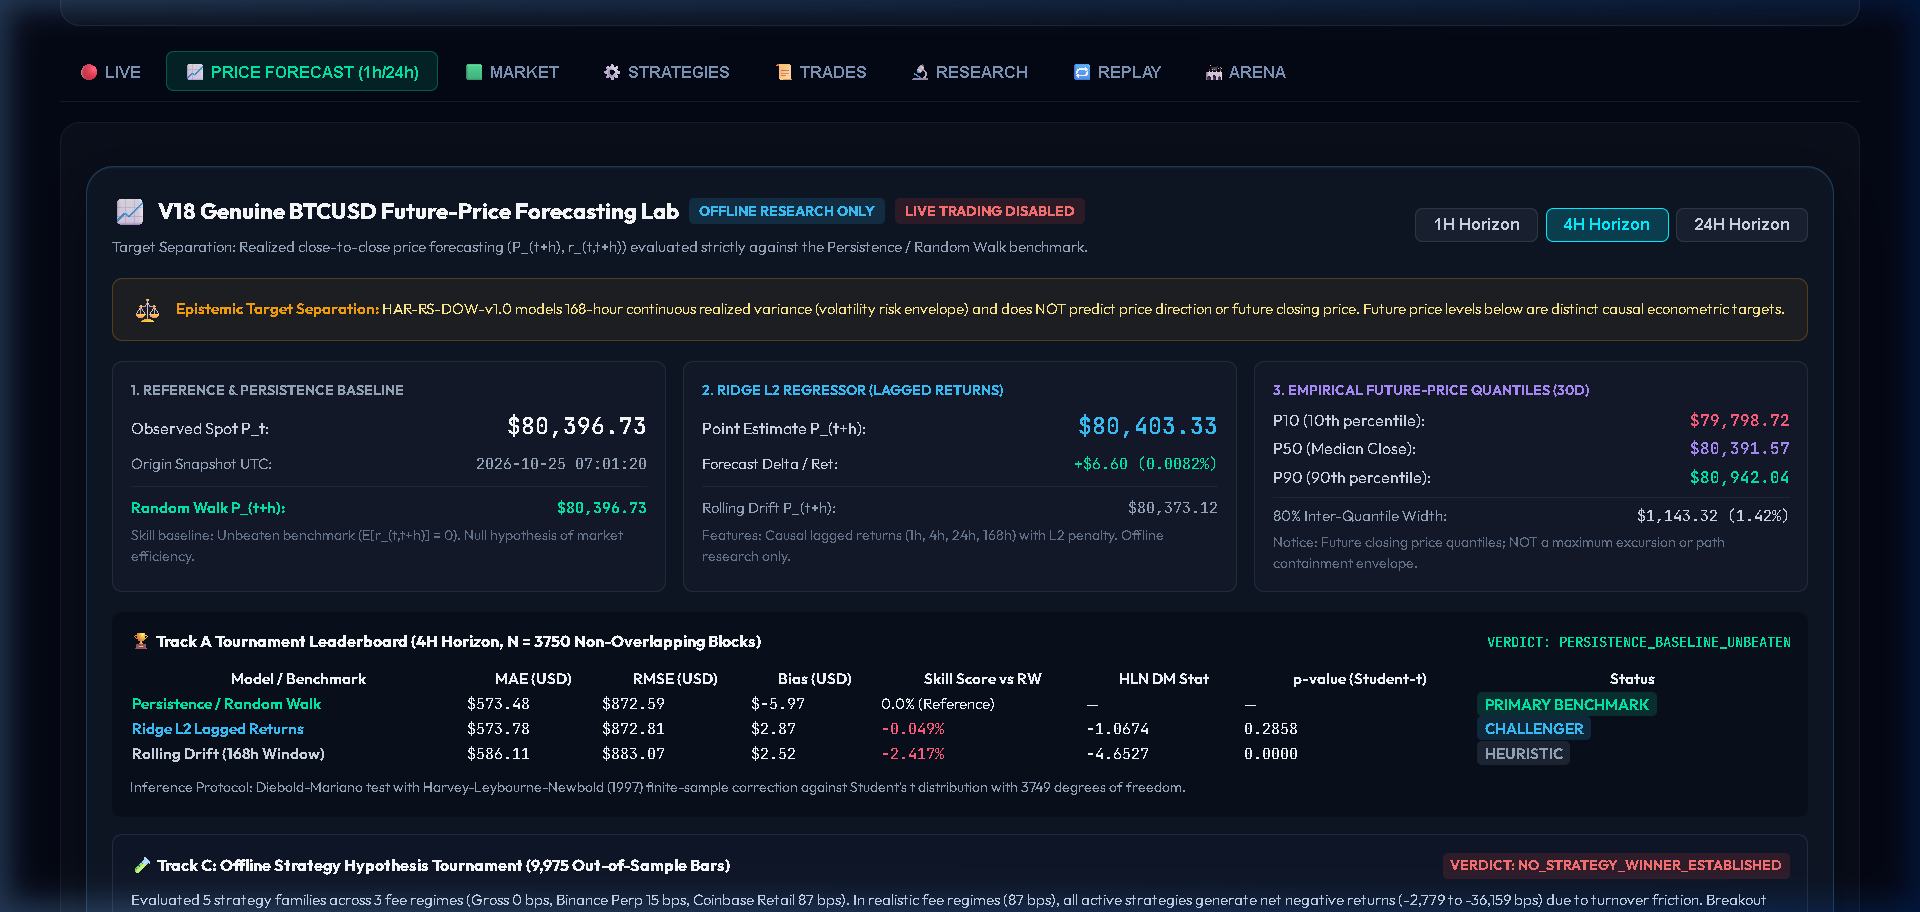 LIVE
PRICE FORECAST (1h/24h)
MARKET
STRATEGIES
TRADES
RESEARCH
REPLAY
ARENA
V18 Genuine BTCUSD Future-Price Forecasting Lab
OFFLINE RESEARCH ONLY
LIVE TRADING DISABLED
1H Horizon
4H Horizon
24H Horizon
Target Separation: Realized close-to-close price forecasting (P_(t+h), r_(t,t+h)) evaluated strictly against the Persistence / Random Walk benchmark.
Epistemic Target Separation: HAR-RS-DOW-v1.0 models 168-hour continuous realized variance (volatility risk envelope) and does NOT predict price direction or future closing price. Future price levels below are distinct causal econometric targets.
1. REFERENCE & PERSISTENCE BASELINE
Observed Spot P_t: $80,396.73
Origin Snapshot UTC: 2026-10-25 07:01:20
Random Walk P_(t+h): $80,396.73
Skill baseline: Unbeaten benchmark (E[r_(t,t+h)] = 0). Null hypothesis of market
efficiency.
2. RIDGE L2 REGRESSOR (LAGGED RETURNS)
Point Estimate P_(t+h): $80,403.33
Forecast Delta / Ret: +$6.60 (0.0082%)
Rolling Drift P_(t+h): $80,373.12
Features: Causal lagged returns (1h, 4h, 24h, 168h) with L2 penalty. Offline
research only.
3. EMPIRICAL FUTURE-PRICE QUANTILES (30D)
P10 (10th percentile): $79,798.72
P50 (Median Close): $80,391.57
P90 (90th percentile): $80,942.04
80% Inter-Quantile Width: $1,143.32 (1.42%)
Notice: Future closing price quantiles; NOT a maximum excursion or path
containment envelope.
Track A Tournament Leaderboard (4H Horizon, N = 3750 Non-Overlapping Blocks)
VERDICT: PERSISTENCE_BASELINE_UNBEATEN
Model / Benchmark MAE (USD) RMSE (USD) Bias (USD) Skill Score vs RW HLN DM Stat p-value (Student-t) Status
Persistence / Random Walk $573.48 $872.59 $-5.97 0.0% (Reference) — — PRIMARY BENCHMARK
Ridge L2 Lagged Returns $573.78 $872.81 $2.87 -0.049% -1.0674 0.2858 CHALLENGER
Rolling Drift (168h Window) $586.11 $883.07 $2.52 -2.417% -4.6527 0.0000 HEURISTIC
Inference Protocol: Diebold-Mariano test with Harvey-Leybourne-Newbold (1997) finite-sample correction against Student's t distribution with 3749 degrees of freedom.
Track C: Offline Strategy Hypothesis Tournament (9,975 Out-of-Sample Bars)
VERDICT: NO_STRATEGY_WINNER_ESTABLISHED
Evaluated 5 strategy families across 3 fee regimes (Gross 0 bps, Binance Perp 15 bps, Coinbase Retail 87 bps). In realistic fee regimes (87 bps), all active strategies generate net negative returns (-2,779 to -36,159 bps) due to turnover friction. Breakout